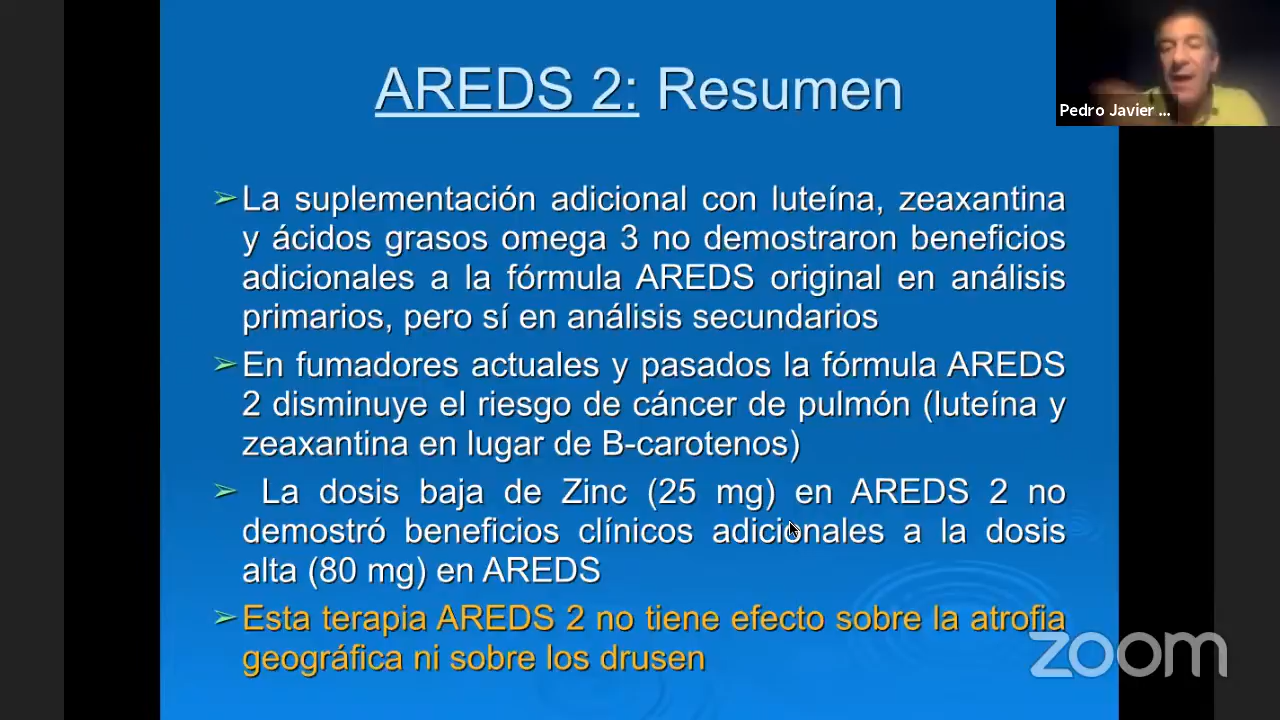 AREDS 2: Resumen
Pedro Javier ...
➢La suplementación adicional con luteína, zeaxantina
y ácidos grasos omega 3 no demostraron beneficios
adicionales a la fórmula AREDS original en análisis
primarios, pero sí en análisis secundarios
➢En fumadores actuales y pasados la fórmula AREDS
2 disminuye el riesgo de cáncer de pulmón (luteína y
zeaxantina en lugar de B-carotenos)
➢ La dosis baja de Zinc (25 mg) en AREDS 2 no
demostró beneficios clínicos adicionales a la dosis
alta (80 mg) en AREDS
➢Esta terapia AREDS 2 no tiene efecto sobre la atrofia
geográfica ni sobre los drusen
zoom